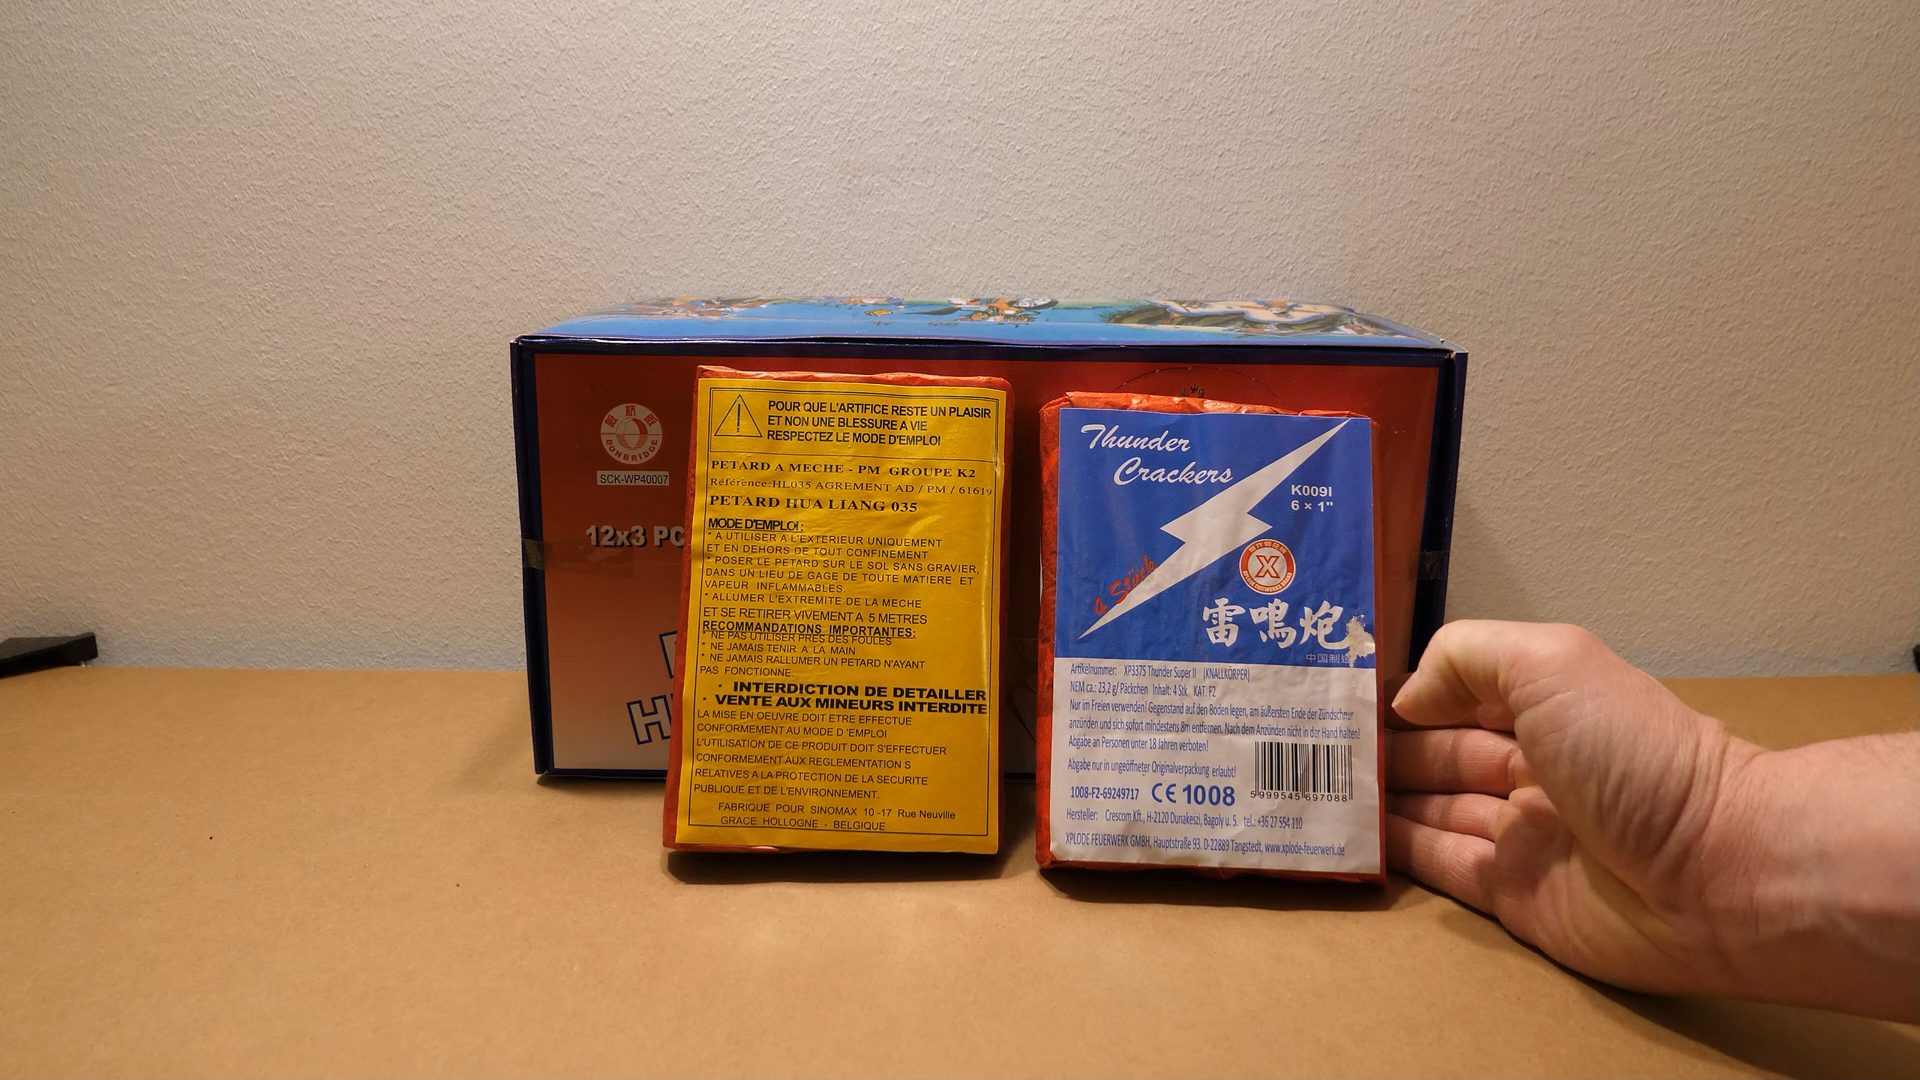 BONBRIDGE
SCK-WP40007
12x3 PC
POUR QUE L'ARTIFICE RESTE UN PLAISIR
ET NON UNE BLESSURE A VIE
RESPECTEZ LE MODE D'EMPLOI
PETARD A MECHE - PM GROUPE K2
Référence:HL035 AGREMENT AD / PM / 61619
PETARD HUA LIANG 035
MODE D'EMPLOI :
* A UTILISER A L'EXTERIEUR UNIQUEMENT
ET EN DEHORS DE TOUT CONFINEMENT
* POSER LE PETARD SUR LE SOL SANS GRAVIER,
DANS UN LIEU DE GAGE DE TOUTE MATIERE ET
VAPEUR INFLAMMABLES.
* ALLUMER L'EXTREMITE DE LA MECHE
ET SE RETIRER VIVEMENT A 5 METRES
RECOMMANDATIONS IMPORTANTES:
* NE PAS UTILISER PRES DES FOULES
* NE JAMAIS TENIR A LA MAIN
* NE JAMAIS RALLUMER UN PETARD N'AYANT
PAS FONCTIONNE.
* INTERDICTION DE DETAILLER
* VENTE AUX MINEURS INTERDITE
LA MISE EN OEUVRE DOIT ETRE EFFECTUE
CONFORMEMENT AU MODE D'EMPLOI
L'UTILISATION DE CE PRODUIT DOIT S'EFFECTUER
CONFORMEMENT AUX REGLEMENTATION S
RELATIVES A LA PROTECTION DE LA SECURITE
PUBLIQUE ET DE L'ENVIRONNEMENT.
FABRIQUE POUR SINOMAX 10 -17 Rue Neuville
GRACE HOLLOGNE - BELGIQUE
Thunder
Crackers
K009I
6 × 1"
4 Stück
X
雷鳴炮
中国制造
Artikelnummer: XP3375 Thunder Super II (KNALLKÖRPER)
NEM ca.: 23,2 g/ Päckchen Inhalt: 4 Stk. KAT. F2
Nur im Freien verwenden! Gegenstand auf den Boden legen, am äußersten Ende der Zündschnur
anzünden und sich sofort mindestens 8m entfernen. Nach dem Anzünden nicht in der Hand halten!
Abgabe an Personen unter 18 Jahren verboten!
Abgabe nur in ungeöffneter Originalverpackung erlaubt!
1008-F2-69249717 CE 1008
5 999545 697088
Hersteller: Crescom Kft., H-2120 Dunakeszi, Bagoly u. 5. tel.: +36 27 554 110
XPLODE FEUERWERK GMBH, Hauptstraße 93. D-22889 Tangstedt, www.xplode-feuerwerk.de